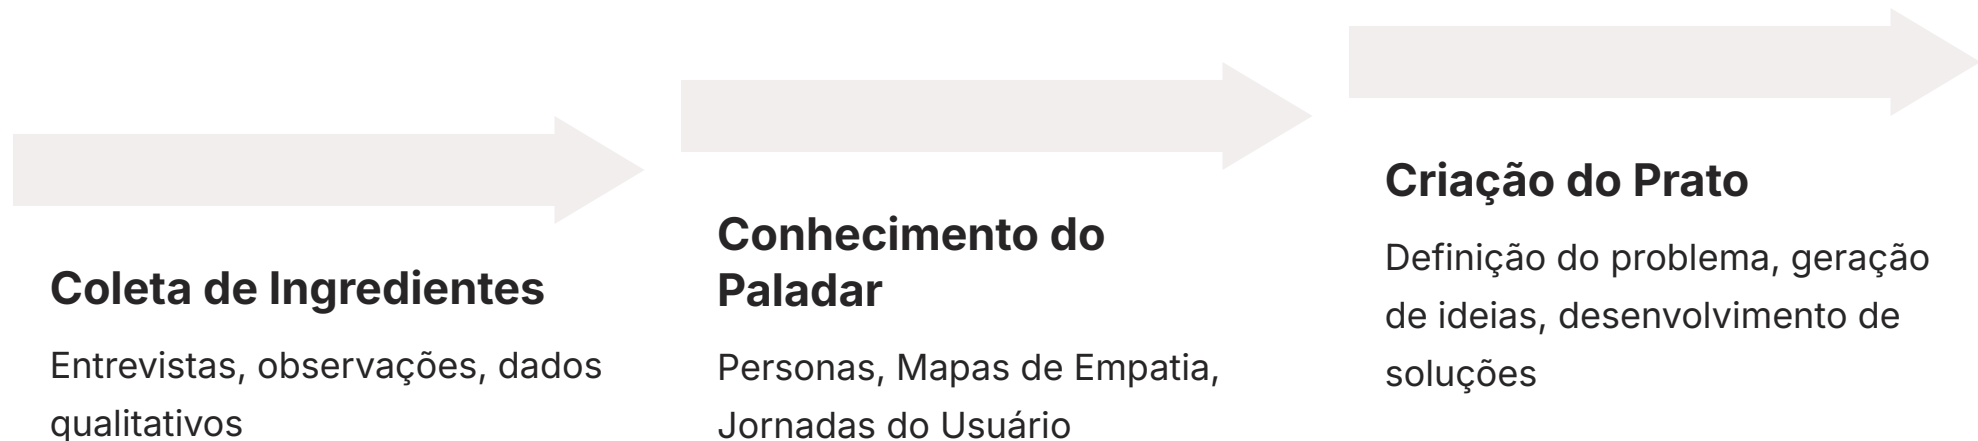 Coleta de Ingredientes
Entrevistas, observações, dados
qualitativos
Conhecimento do
Paladar
Personas, Mapas de Empatia,
Jornadas do Usuário
Criação do Prato
Definição do problema, geração
de ideias, desenvolvimento de
soluções